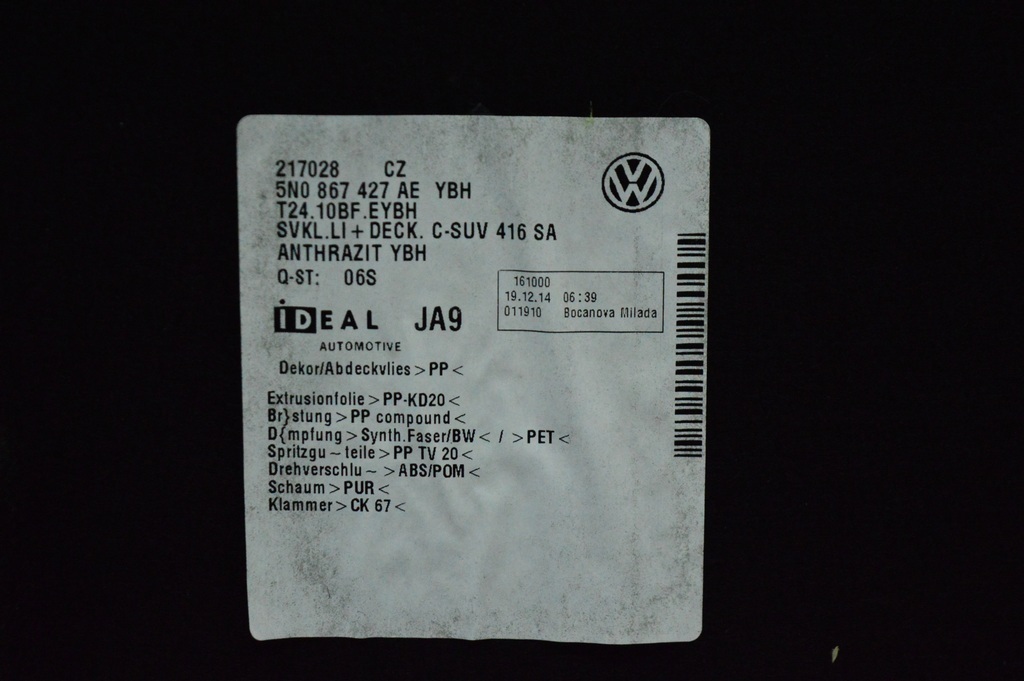 217028 CZ
5N0 867 427 AE YBH
T24.10BF.EYBH
SVKL.LI + DECK. C-SUV 416 SA
ANTHRAZIT YBH
Q-ST: 06S
161000
19.12.14 06:39
011910 Bocanova Milada
iDEAL JA9
AUTOMOTIVE
Dekor/Abdeckvlies > PP <
Extrusionfolie > PP-KD20 <
Br}stung > PP compound <
D{mpfung > Synth.Faser/BW < / > PET <
Spritzgu ~ teile > PP TV 20 <
Drehverschlu ~ > ABS/POM <
Schaum > PUR <
Klammer > CK 67 <